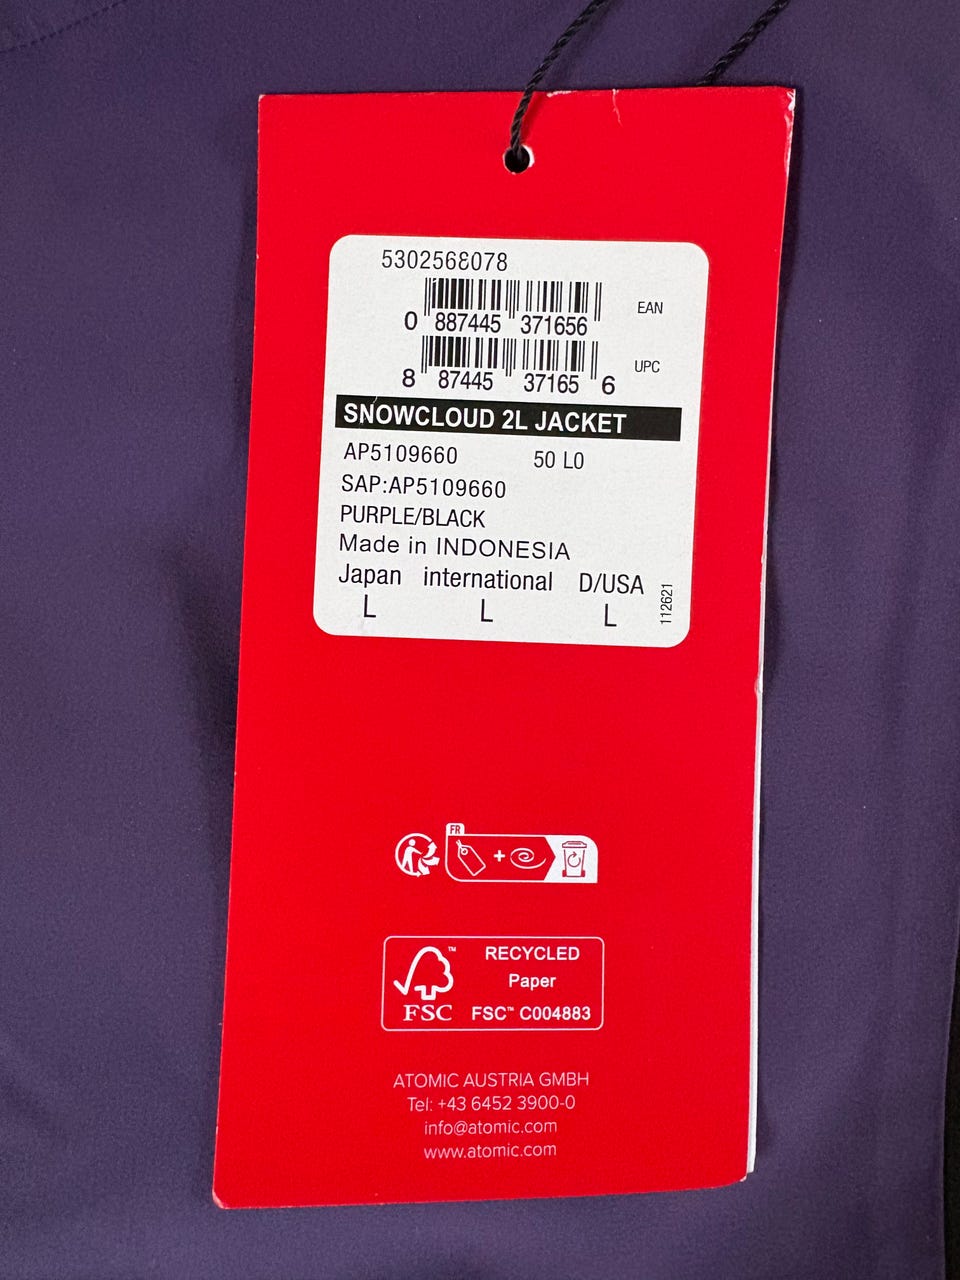 5302568078
0 887445 371656 EAN
8 87445 37165 6 UPC
SNOWCLOUD 2L JACKET
AP5109660 50 L0
SAP:AP5109660
PURPLE/BLACK
Made in INDONESIA
Japan international D/USA
L L L
112621
FR
+
FSC™
RECYCLED
Paper
FSC™ C004883
ATOMIC AUSTRIA GMBH
Tel: +43 6452 3900-0
info@atomic.com
www.atomic.com